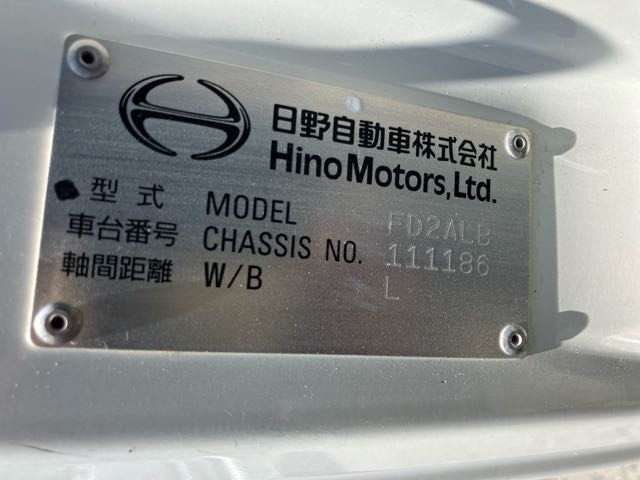 日野自動車株式会社
Hino Motors, Ltd.
型式 MODEL FD2ALB
車台番号 CHASSIS NO. 111186
軸間距離 W/B L